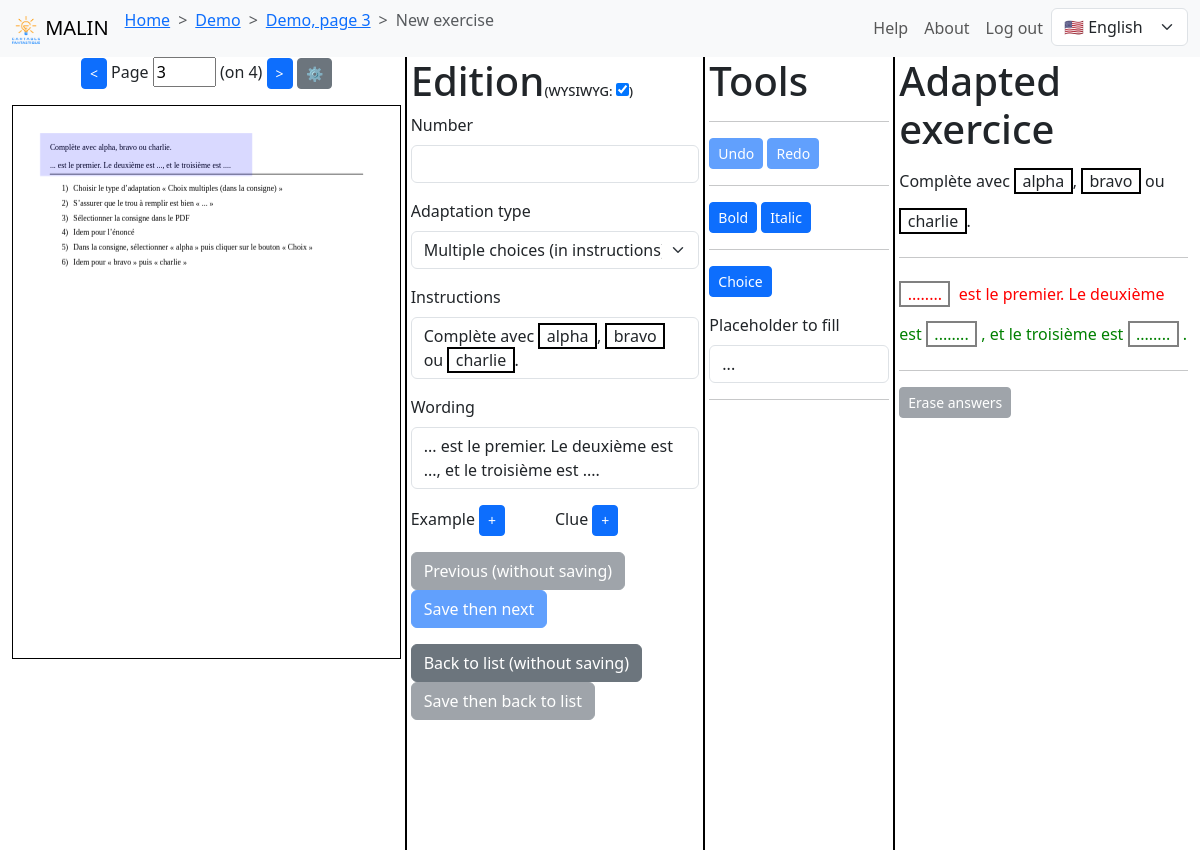 MALIN Home > Demo > Demo, page 3 > New exercise Help About Log out 🇺🇸 English
< Page 3 (on 4) > ⚙️
Complète avec alpha, bravo ou charlie.
... est le premier. Le deuxième est ..., et le troisième est ....
1) Choisir le type d’adaptation « Choix multiples (dans la consigne) »
2) S’assurer que le trou à remplir est bien « ... »
3) Sélectionner la consigne dans le PDF
4) Idem pour l’énoncé
5) Dans la consigne, sélectionner « alpha » puis cliquer sur le bouton « Choix »
6) Idem pour « bravo » puis « charlie »
Edition (WYSIWYG: )
Number
Adaptation type
Multiple choices (in instructions
Instructions
Complète avec alpha, bravo
ou charlie.
Wording
... est le premier. Le deuxième est
..., et le troisième est ....
Example + Clue +
Previous (without saving)
Save then next
Back to list (without saving)
Save then back to list
Tools
Undo Redo
Bold Italic
Choice
Placeholder to fill
...
Adapted
exercice
Complète avec alpha, bravo ou
charlie.
........ est le premier. Le deuxième
est ........ , et le troisième est ........ .
Erase answers